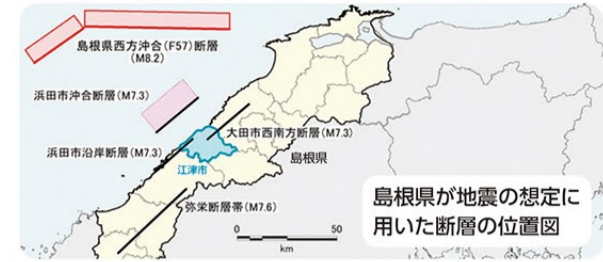 島根県西方沖合(F57)断層
(M8.2)
浜田市沖合断層(M7.3)
大田市西南方断層(M7.3)
浜田市沿岸断層(M7.3)
島根県
江津市
弥栄断層帯(M7.6)
0 50
km
島根県が地震の想定に
用いた断層の位置図